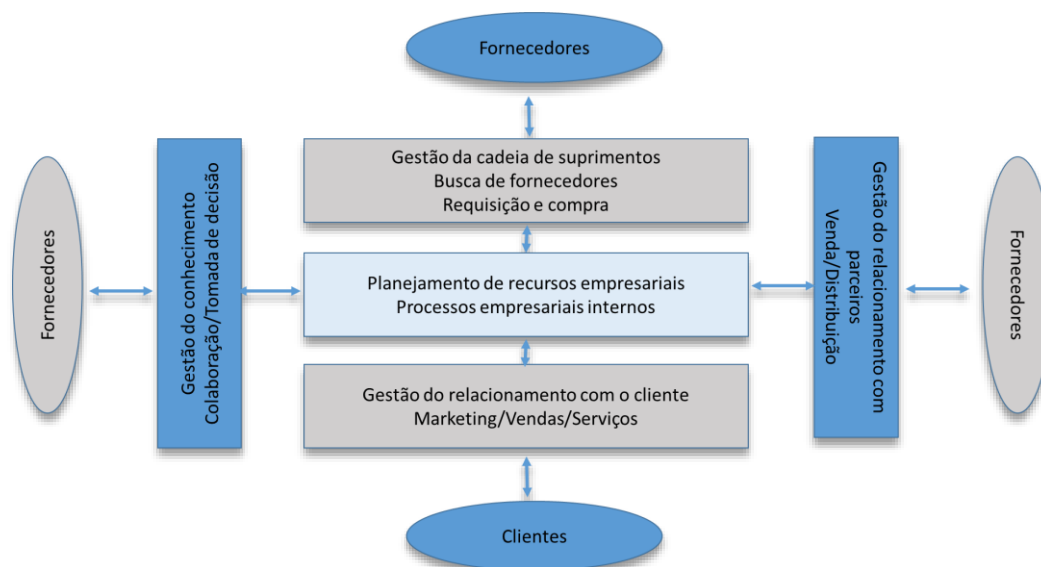 Fornecedores
Fornecedores
Gestão do conhecimento
Colaboração/Tomada de decisão
Gestão da cadeia de suprimentos
Busca de fornecedores
Requisição e compra
Planejamento de recursos empresariais
Processos empresariais internos
Gestão do relacionamento com o cliente
Marketing/Vendas/Serviços
Gestão do relacionamento com
parceiros
Venda/Distribuição
Fornecedores
Clientes